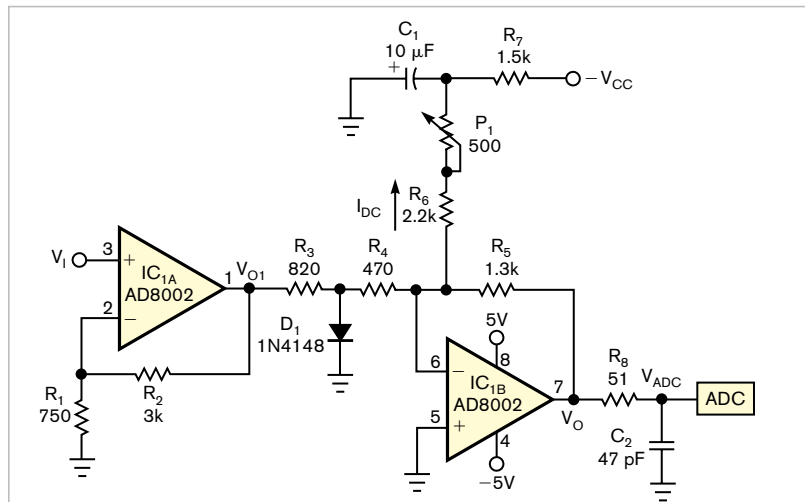 C1
10 µF
+
R7
1.5k
−VCC
P1
500
IDC
R6
2.2k
VI
3
+
IC1A
AD8002
1
VO1
2
−
R3
820
R4
470
R5
1.3k
D1
1N4148
R1
750
R2
3k
5V
8
6
−
IC1B
AD8002
7
VO
5
+
4
−5V
R8
51
VADC
ADC
C2
47 pF